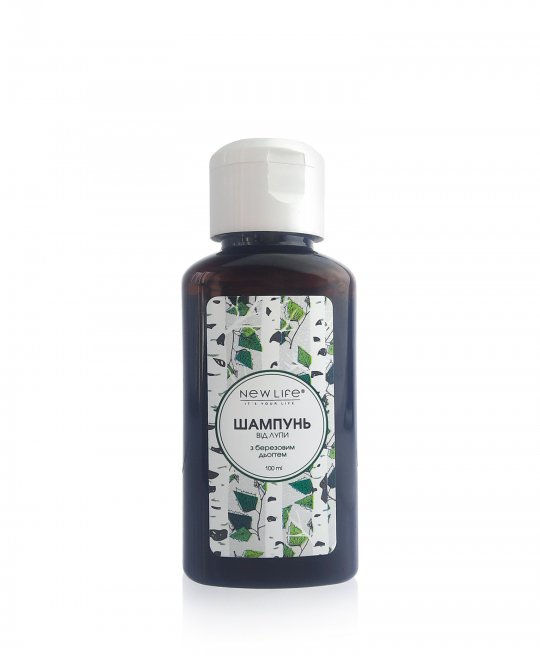 NEW LIFE®
IT'S YOUR LIFE
ШАМПУНЬ
ВІД ЛУПИ
з березовим
дьогтем
100 ml